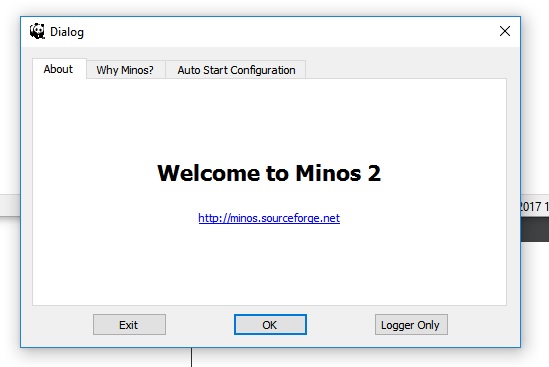 Dialog
About Why Minos? Auto Start Configuration
Welcome to Minos 2
http://minos.sourceforge.net
2017 1
Exit OK Logger Only